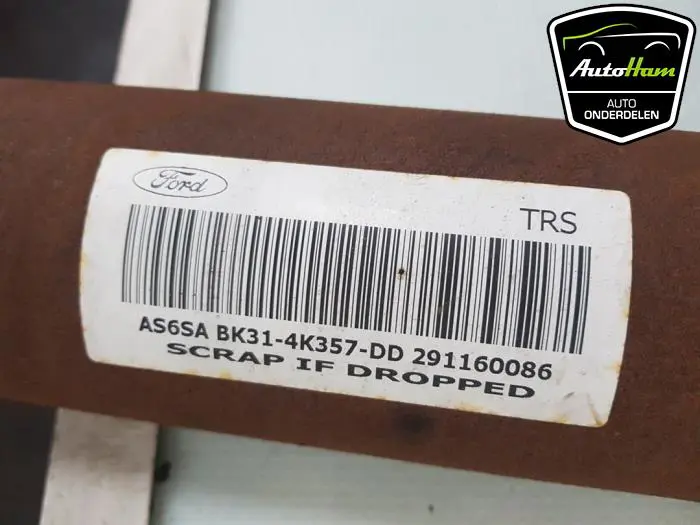 AutoHam
AUTO
ONDERDELEN
Ford
TRS
AS6SA BK31-4K357-DD 291160086
SCRAP IF DROPPED